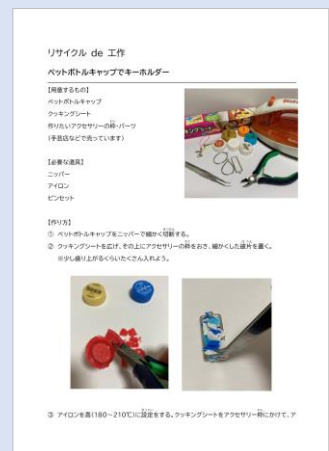 リサイクル de 工作
ペットボトルキャップでキーホルダー
【用意するもの】
ペットボトルキャップ
クッキングシート
作りたいアクセサリーの枠・パーツ
(手芸店などで売っています)
【必要な道具】
ニッパー
アイロン
ピンセット
【作り方】
① ペットボトルキャップをニッパーで細かく切断する。
② クッキングシートを広げ、その上にアクセサリーの枠をおき、細かくした破片を置く。
※少し盛り上がるくらいたくさん入れよう。
③ アイロンを高(180~210℃)に設定をする。クッキングシートをアクセサリー枠にかけて、ア